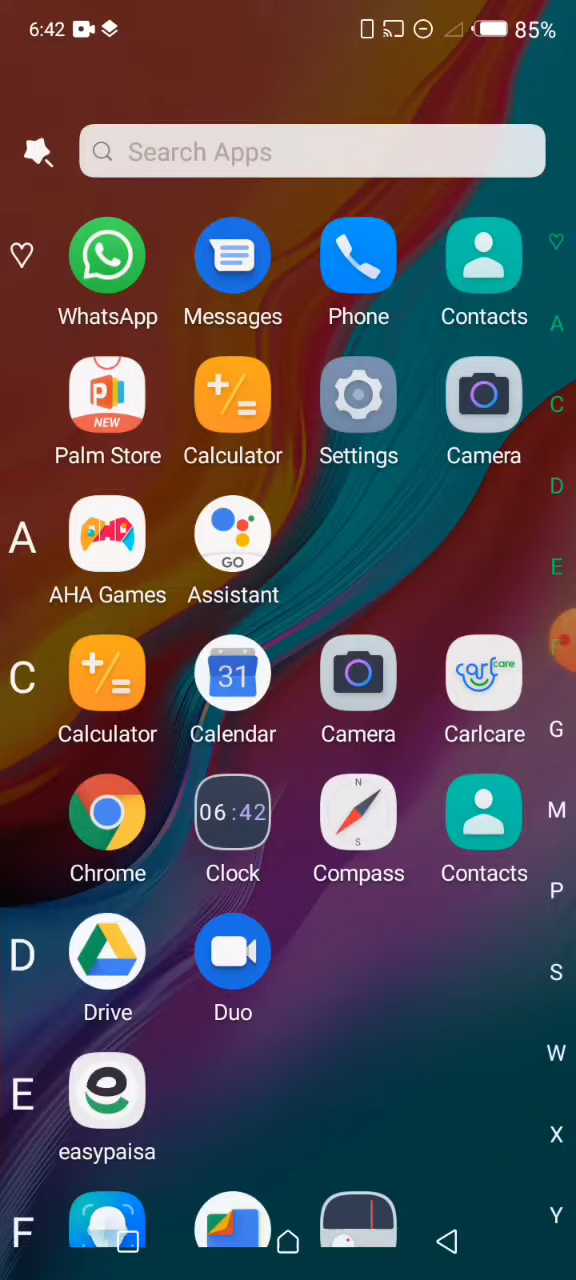 6:42 85%
Search Apps
WhatsApp Messages Phone Contacts
A
P
NEW
C
Palm Store Calculator Settings Camera
D
A
GO
E
AHA Games Assistant
C
31
carlcare
F
Calculator Calendar Camera Carlcare
G
N
06:42
S
M
Chrome Clock Compass Contacts
P
D
S
Drive Duo
W
E
X
easypaisa
Y
F